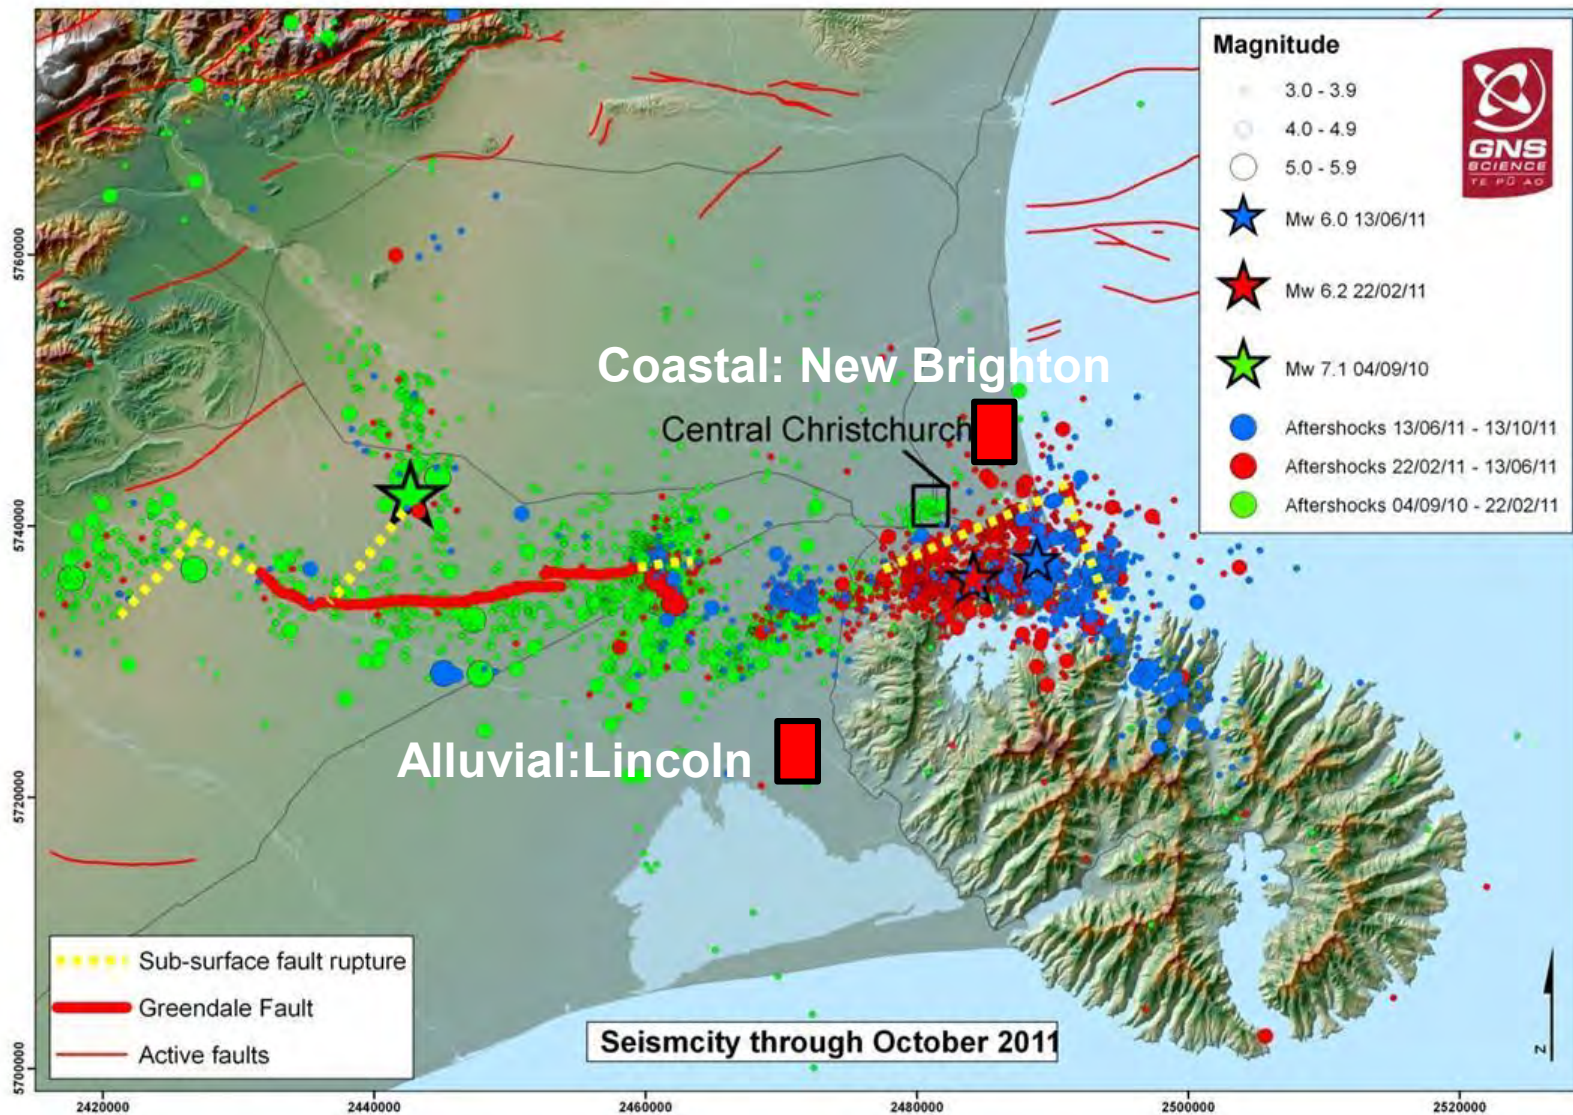 Magnitude
3.0 - 3.9
4.0 - 4.9
5.0 - 5.9
Mw 6.0 13/06/11
Mw 6.2 22/02/11
Mw 7.1 04/09/10
Aftershocks 13/06/11 - 13/10/11
Aftershocks 22/02/11 - 13/06/11
Aftershocks 04/09/10 - 22/02/11
GNS
SCIENCE
TE PŪ AO
Coastal: New Brighton
Central Christchurch
Alluvial:Lincoln
Sub-surface fault rupture
Greendale Fault
Active faults
Seismcity through October 2011
N
5760000
5740000
5720000
5700000
2420000
2440000
2460000
2480000
2500000
2520000